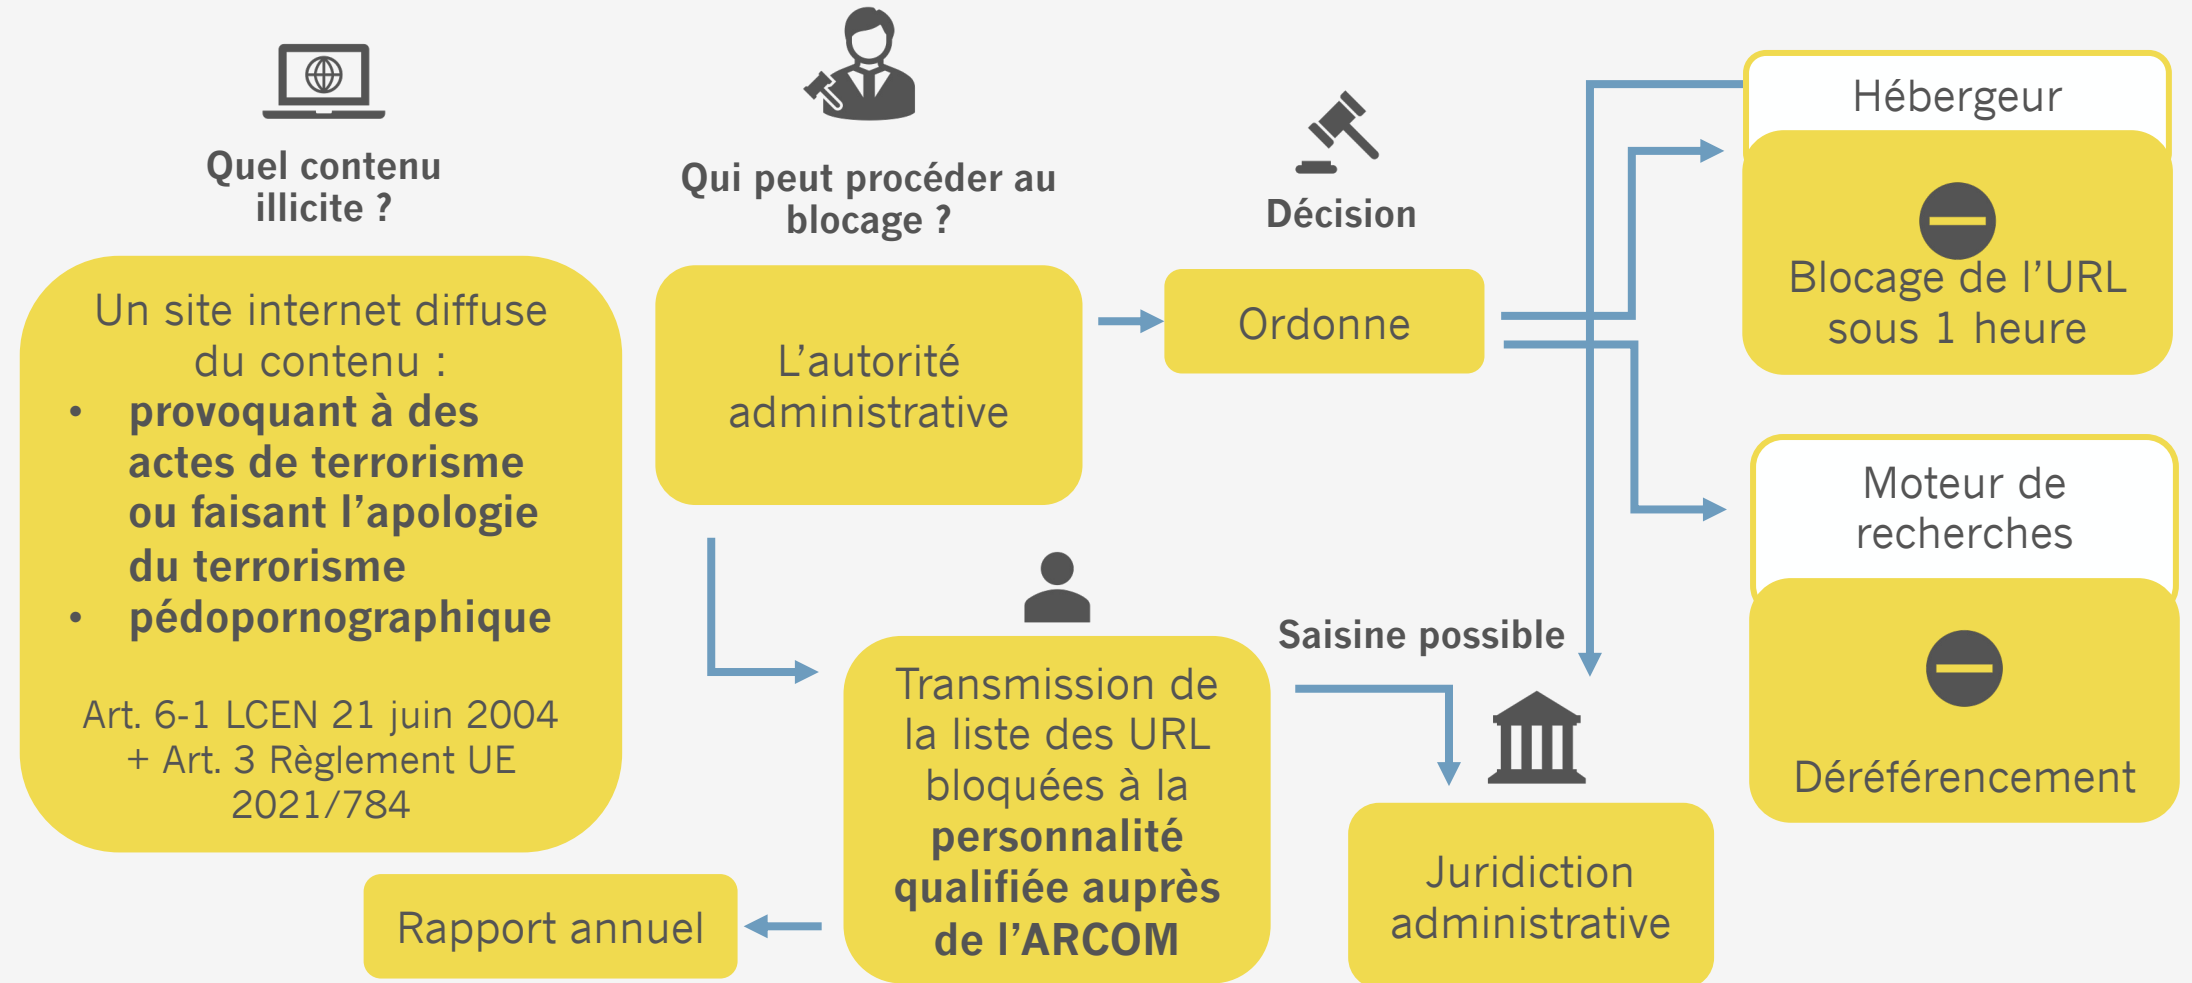 Quel contenu
illicite ?
Un site internet diffuse
du contenu :
• provoquant à des
actes de terrorisme
ou faisant l’apologie
du terrorisme
• pédopornographique
Art. 6-1 LCEN 21 juin 2004
+ Art. 3 Règlement UE
2021/784
Qui peut procéder au
blocage ?
L’autorité
administrative
Décision
Ordonne
Hébergeur
Blocage de l’URL
sous 1 heure
Moteur de
recherches
Déréférencement
Transmission de
la liste des URL
bloquées à la
personnalité
qualifiée auprès
de l’ARCOM
Rapport annuel
Saisine possible
Juridiction
administrative